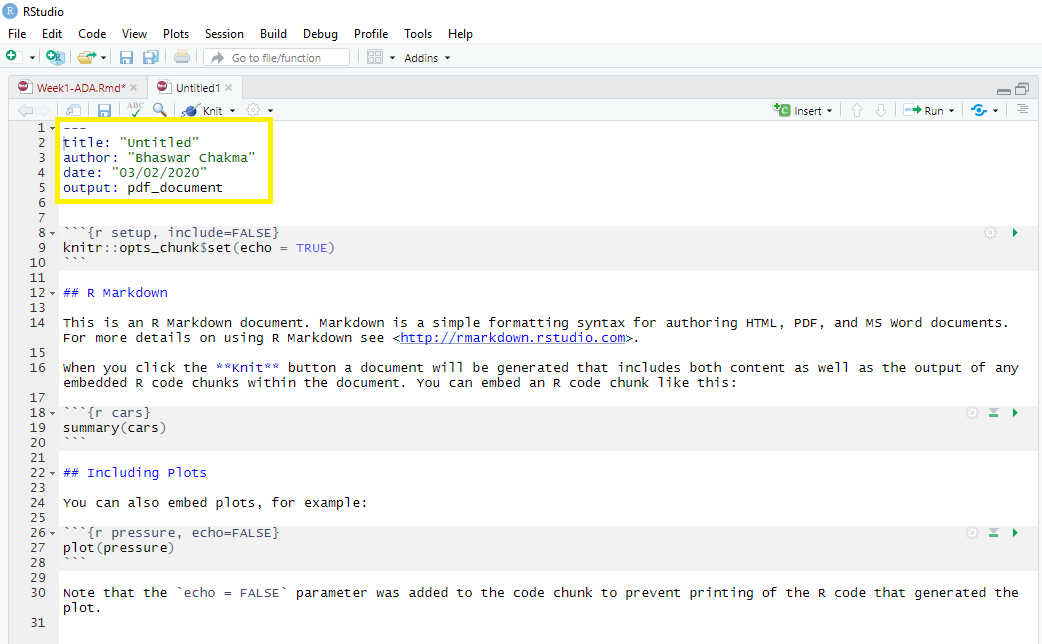 RStudio
File Edit Code View Plots Session Build Debug Profile Tools Help
Go to file/function Addins
Week1-ADA.Rmd* Untitled1
ABC Knit Insert Run
1 ---
2 title: "Untitled"
3 author: "Bhaswar Chakma"
4 date: "03/02/2020"
5 output: pdf_document
6
7
8 ```{r setup, include=FALSE}
9 knitr::opts_chunk$set(echo = TRUE)
10 ```
11
12 ## R Markdown
13
14 This is an R Markdown document. Markdown is a simple formatting syntax for authoring HTML, PDF, and MS Word documents.
For more details on using R Markdown see <http://rmarkdown.rstudio.com>.
15
16 When you click the **Knit** button a document will be generated that includes both content as well as the output of any
embedded R code chunks within the document. You can embed an R code chunk like this:
17
18 ```{r cars}
19 summary(cars)
20 ```
21
22 ## Including Plots
23
24 You can also embed plots, for example:
25
26 ```{r pressure, echo=FALSE}
27 plot(pressure)
28 ```
29
30 Note that the `echo = FALSE` parameter was added to the code chunk to prevent printing of the R code that generated the
plot.
31